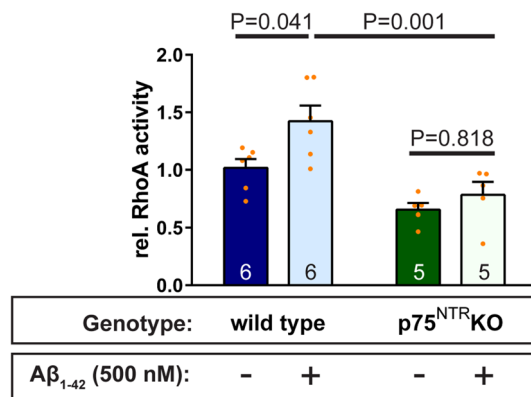 P=0.041 P=0.001
2.0
1.5
P=0.818
1.0
0.5
0.0
rel. RhoA activity
6 6 5 5
Genotype: wild type p75NTRKO
Aβ1-42 (500 nM): - + - +